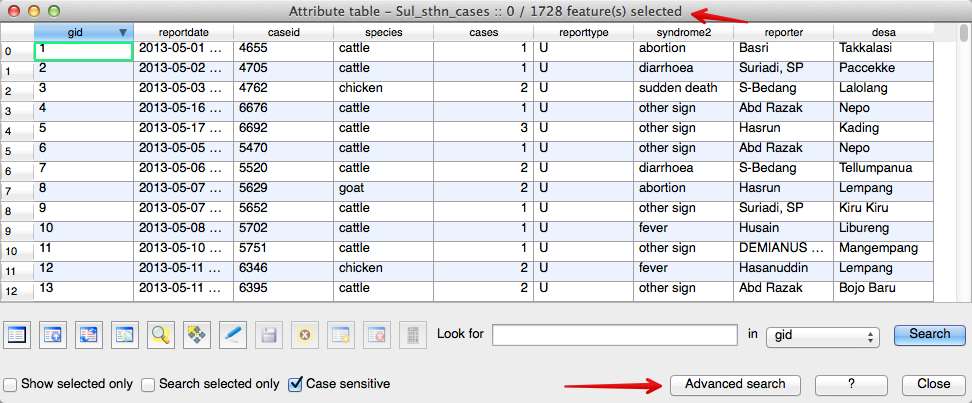 Attribute table - Sul_sthn_cases :: 0 / 1728 feature(s) selected
gid reportdate caseid species cases reporttype syndrome2 reporter desa
0 1 2013-05-01 ... 4655 cattle 1 U abortion Basri Takkalasi
1 2 2013-05-02 ... 4705 cattle 1 U diarrhoea Suriadi, SP Paccekke
2 3 2013-05-03 ... 4762 chicken 2 U sudden death S-Bedang Lalolang
3 4 2013-05-16 ... 6676 cattle 1 U other sign Abd Razak Nepo
4 5 2013-05-17 ... 6692 cattle 3 U other sign Hasrun Kading
5 6 2013-05-05 ... 5470 cattle 1 U other sign Abd Razak Nepo
6 7 2013-05-06 ... 5520 cattle 2 U diarrhoea S-Bedang Tellumpanua
7 8 2013-05-07 ... 5629 goat 2 U abortion Hasrun Lempang
8 9 2013-05-07 ... 5652 cattle 1 U other sign Suriadi, SP Kiru Kiru
9 10 2013-05-08 ... 5702 cattle 1 U fever Husain Libureng
10 11 2013-05-10 ... 5751 cattle 1 U other sign DEMIANUS ... Mangempang
11 12 2013-05-11 ... 6346 chicken 2 U fever Hasanuddin Lempang
12 13 2013-05-11 ... 6395 cattle 2 U other sign Abd Razak Bojo Baru
Look for in gid Search
Show selected only Search selected only Case sensitive Advanced search ? Close